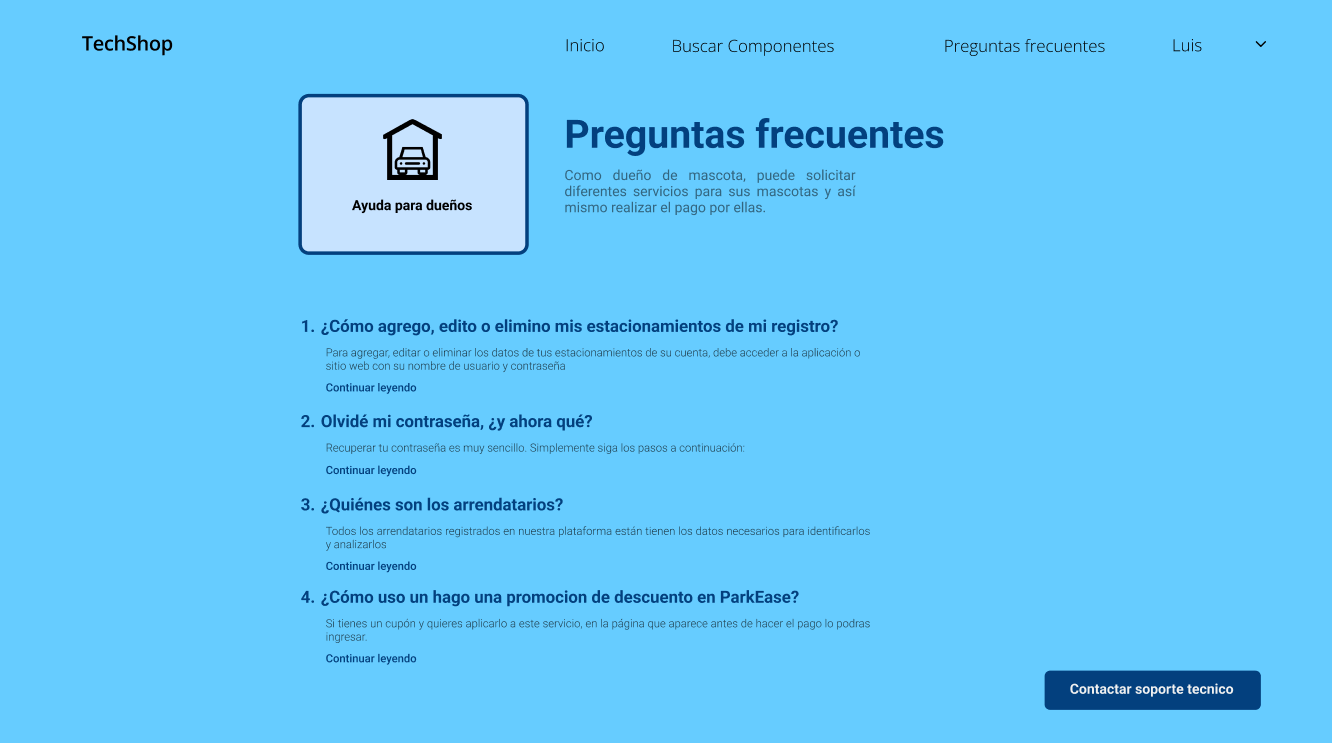 TechShop
Inicio
Buscar Componentes
Preguntas frecuentes
Luis
Ayuda para dueños
Preguntas frecuentes
Como dueño de mascota, puede solicitar
diferentes servicios para sus mascotas y así
mismo realizar el pago por ellas.
1. ¿Cómo agrego, edito o elimino mis estacionamientos de mi registro?
Para agregar, editar o eliminar los datos de tus estacionamientos de su cuenta, debe acceder a la aplicación o
sitio web con su nombre de usuario y contraseña
Continuar leyendo
2. Olvidé mi contraseña, ¿y ahora qué?
Recuperar tu contraseña es muy sencillo. Simplemente siga los pasos a continuación:
Continuar leyendo
3. ¿Quiénes son los arrendatarios?
Todos los arrendatarios registrados en nuestra plataforma están tienen los datos necesarios para identificarlos
y analizarlos
Continuar leyendo
4. ¿Cómo uso un hago una promocion de descuento en ParkEase?
Si tienes un cupón y quieres aplicarlo a este servicio, en la página que aparece antes de hacer el pago lo podras
ingresar.
Continuar leyendo
Contactar soporte tecnico